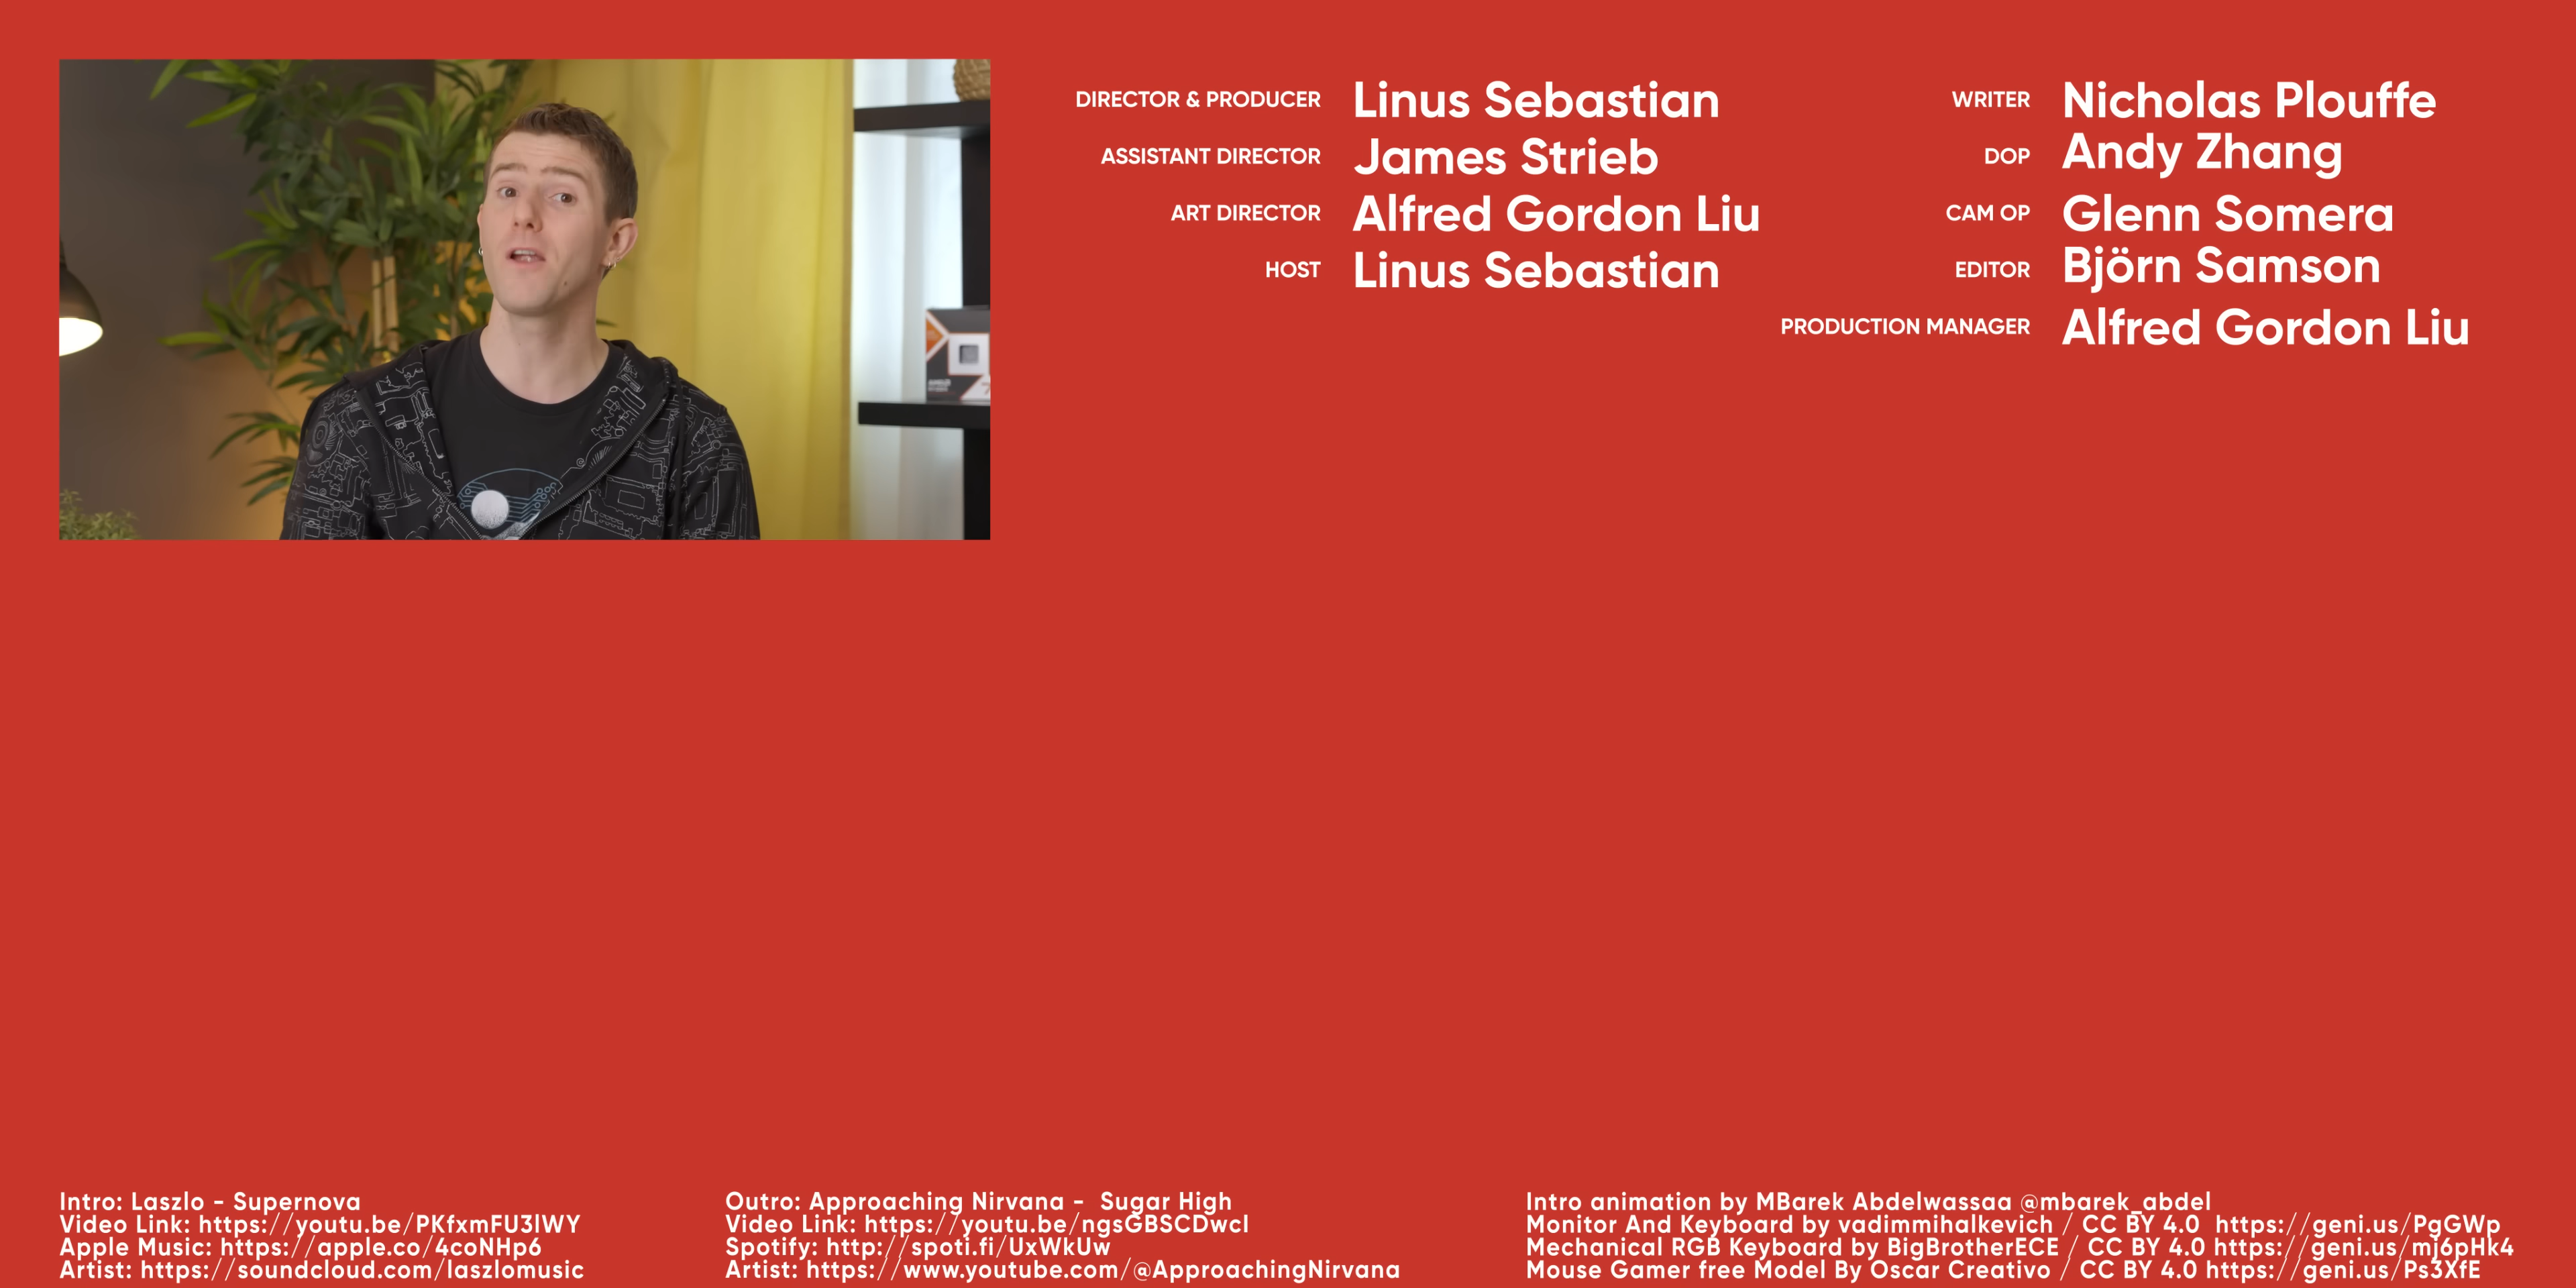 DIRECTOR & PRODUCER Linus Sebastian
ASSISTANT DIRECTOR James Strieb
ART DIRECTOR Alfred Gordon Liu
HOST Linus Sebastian
WRITER Nicholas Plouffe
DOP Andy Zhang
CAM OP Glenn Somera
EDITOR Björn Samson
PRODUCTION MANAGER Alfred Gordon Liu
Intro: Laszlo - Supernova
Video Link: https://youtu.be/PKfxmFU3lWY
Apple Music: https://apple.co/4coNHp6
Artist: https://soundcloud.com/laszlomusic
Outro: Approaching Nirvana - Sugar High
Video Link: https://youtu.be/ngsGBSCDwcI
Spotify: http://spoti.fi/UxWkUw
Artist: https://www.youtube.com/@ApproachingNirvana
Intro animation by MBarek Abdelwassaa @mbarek_abdel
Monitor And Keyboard by vadimmihalkevich / CC BY 4.0 https://geni.us/PgGWp
Mechanical RGB Keyboard by BigBrotherECE / CC BY 4.0 https://geni.us/mj6pHk4
Mouse Gamer free Model By Oscar Creativo / CC BY 4.0 https://geni.us/Ps3XfE